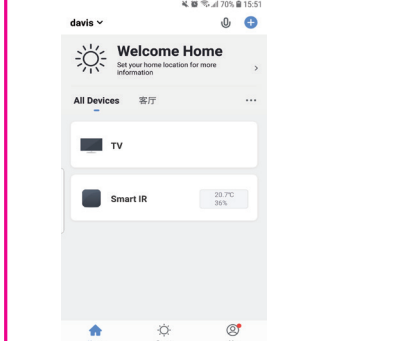 70% 15:51
davis
Welcome Home
Set your home location for more
information
All Devices 客厅
TV
Smart IR
20.7℃
36%